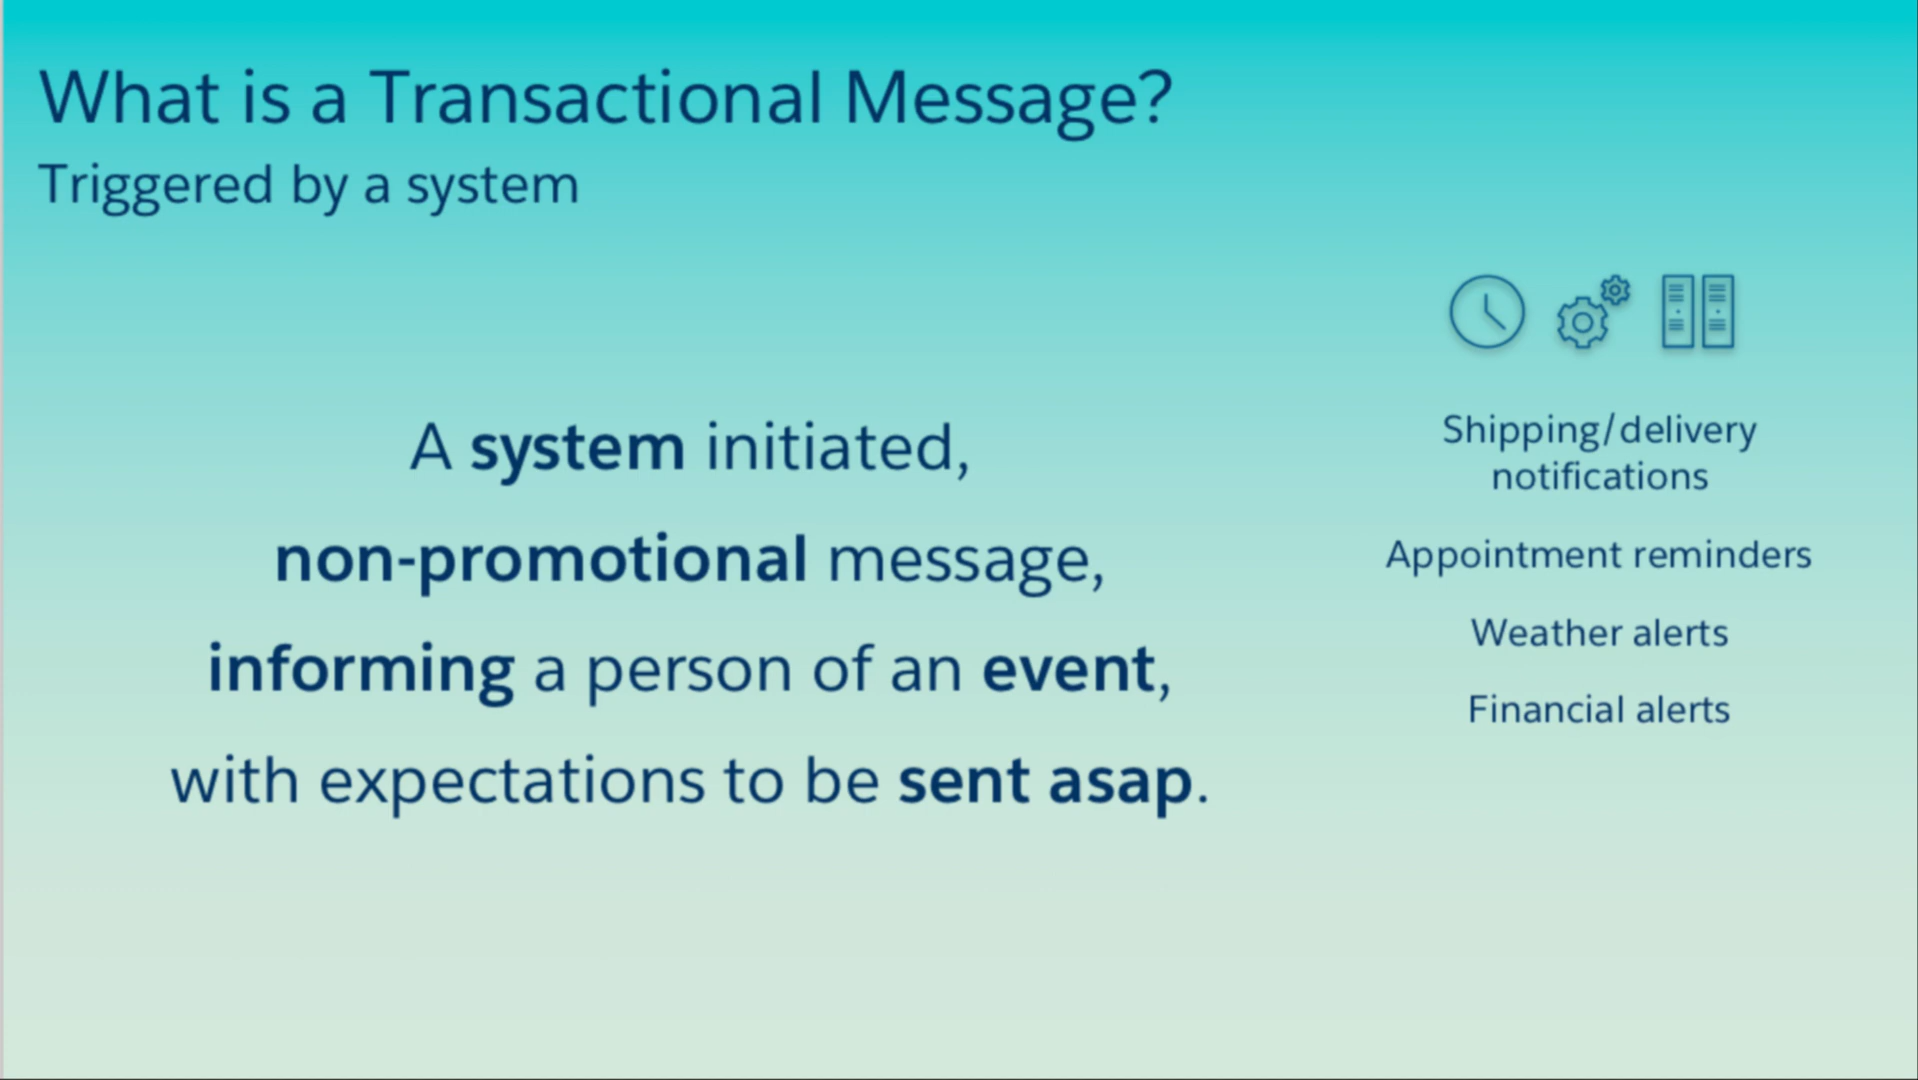 What is a Transactional Message?
Triggered by a system
A system initiated,
non-promotional message,
informing a person of an event,
with expectations to be sent asap.
Shipping/delivery
notifications
Appointment reminders
Weather alerts
Financial alerts